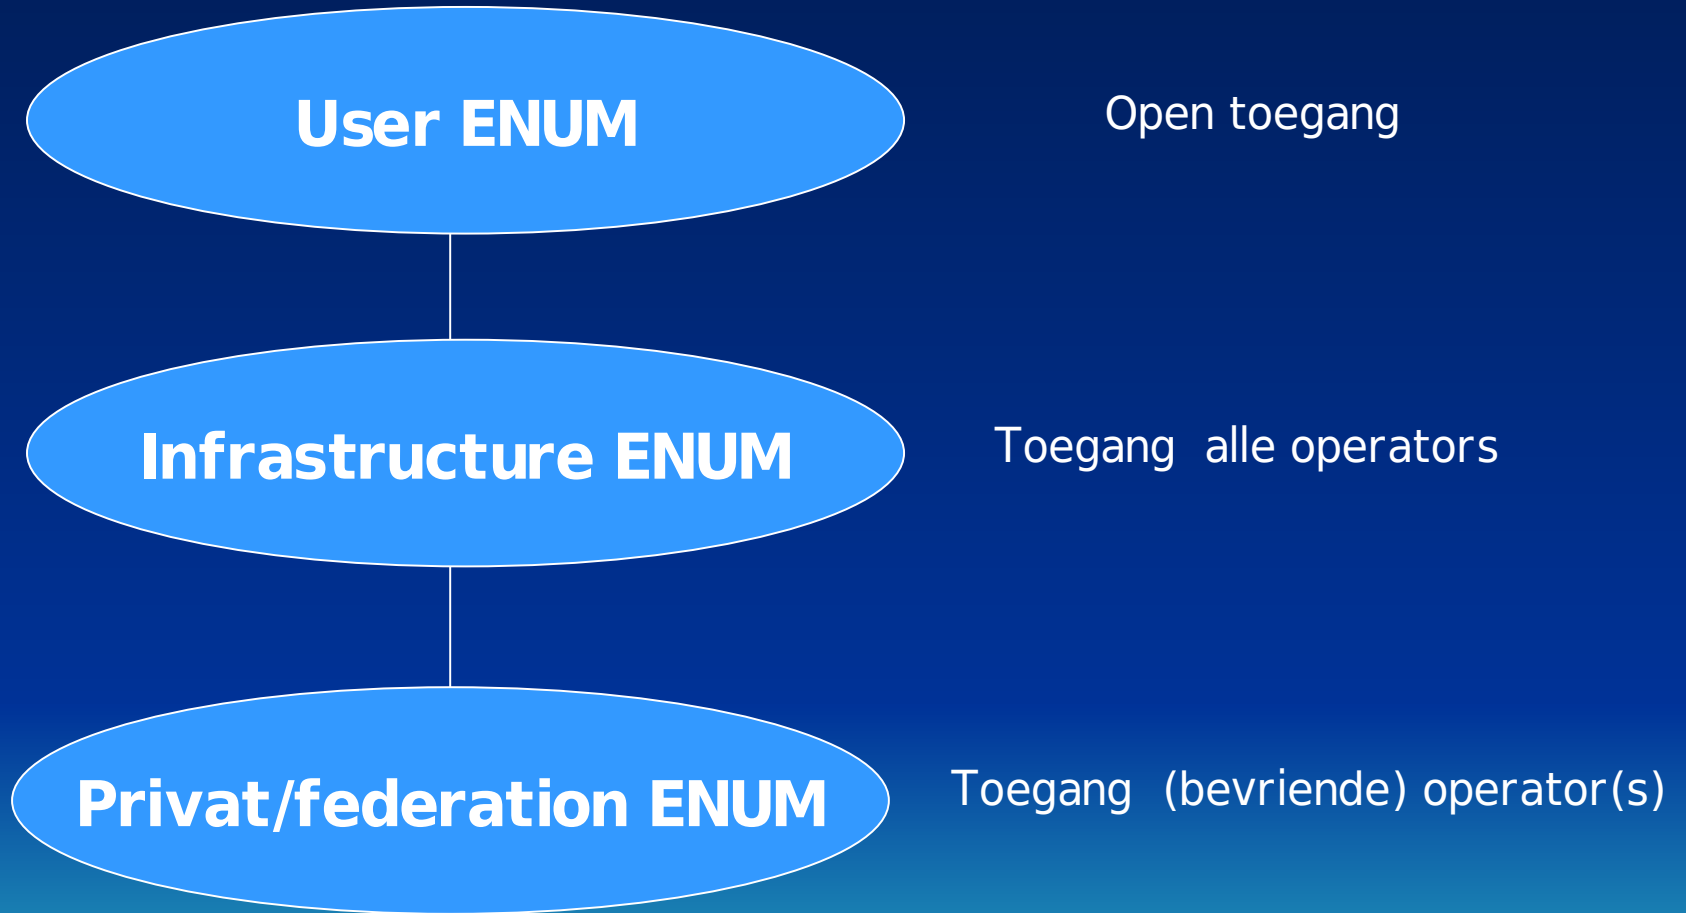 User ENUM
Open toegang
Infrastructure ENUM
Toegang alle operators
Privat/federation ENUM
Toegang (bevriende) operator(s)